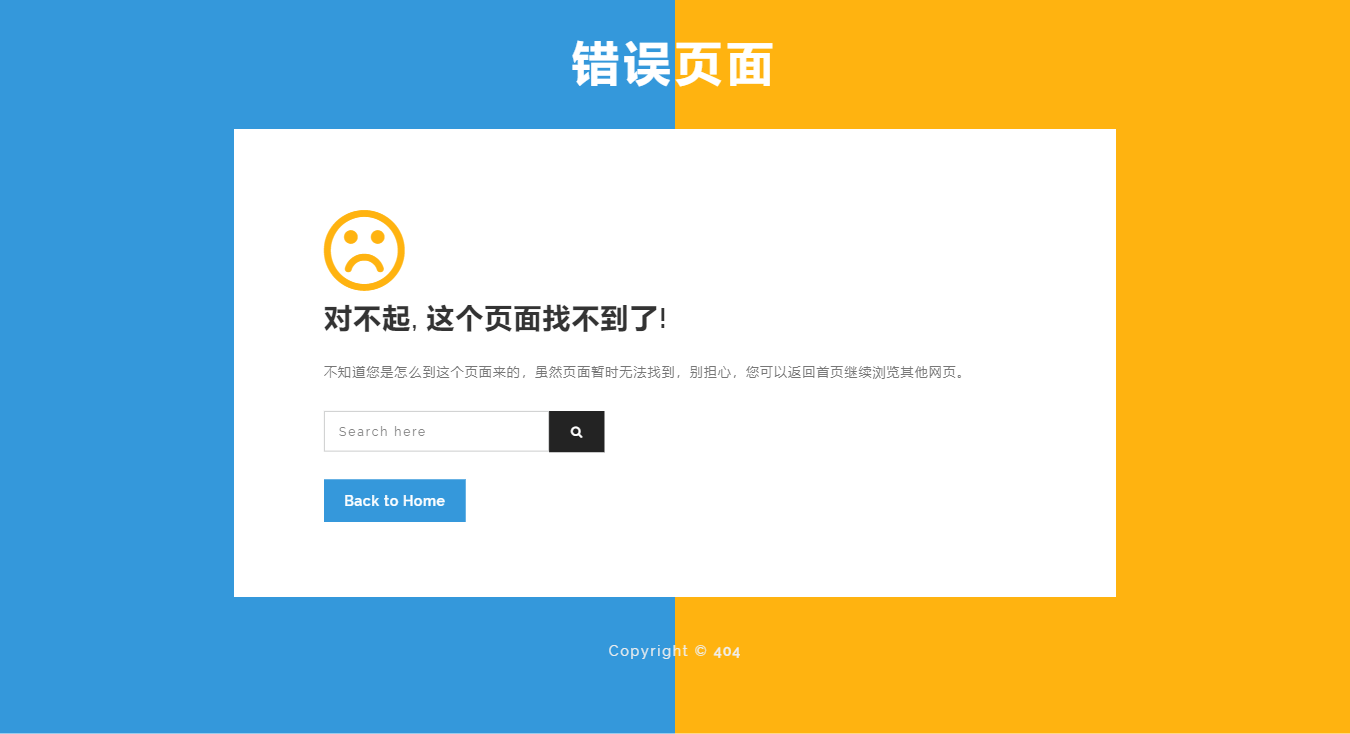 错误页面
对不起, 这个页面找不到了!
不知道您是怎么到这个页面来的，虽然页面暂时无法找到，别担心，您可以返回首页继续浏览其他网页。
Search here
Back to Home
Copyright © 404